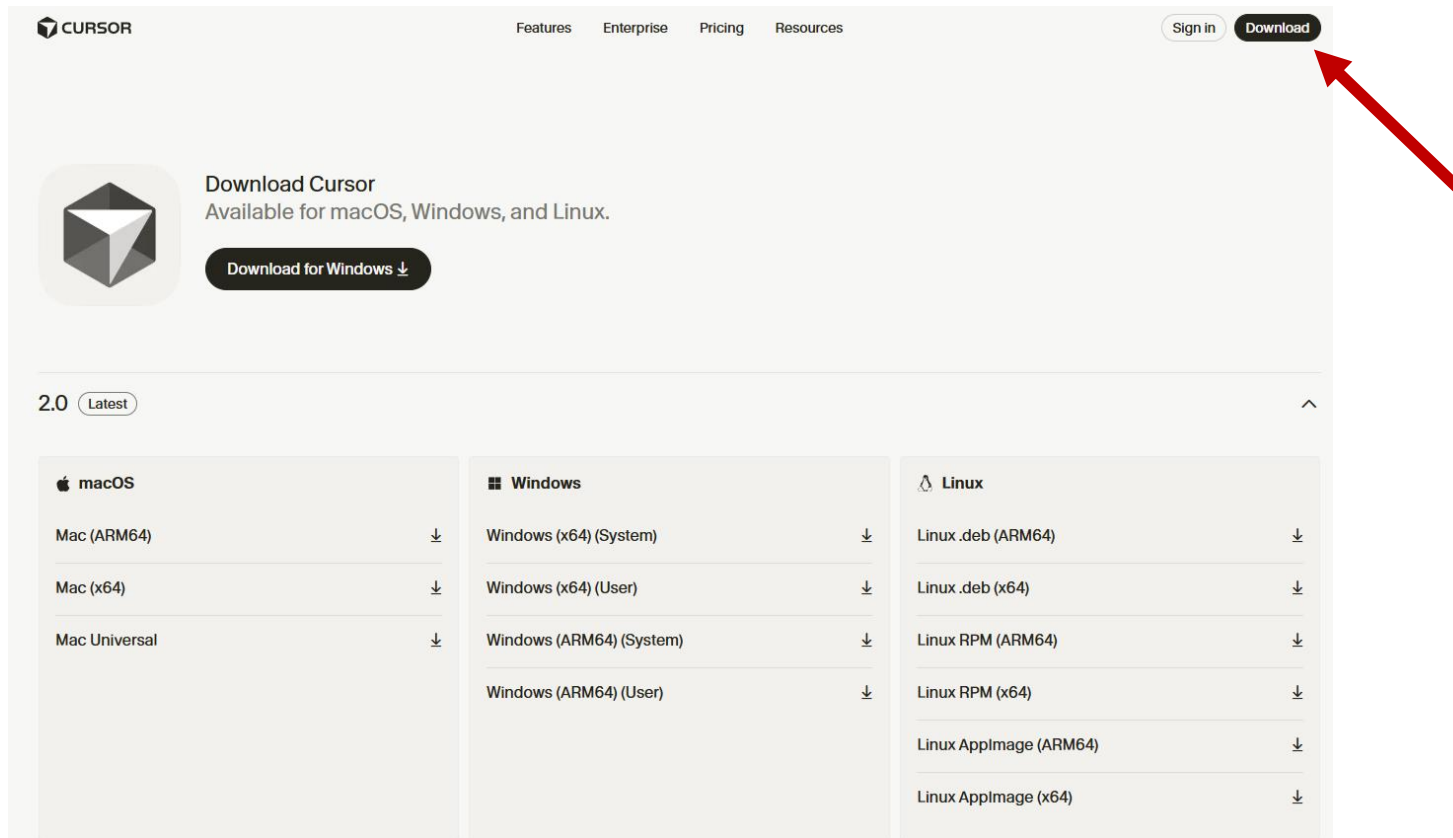 CURSOR
Features Enterprise Pricing Resources
Sign in Download
Download Cursor
Available for macOS, Windows, and Linux.
Download for Windows
2.0 Latest
macOS
Mac (ARM64)
Mac (x64)
Mac Universal
Windows
Windows (x64) (System)
Windows (x64) (User)
Windows (ARM64) (System)
Windows (ARM64) (User)
Linux
Linux .deb (ARM64)
Linux .deb (x64)
Linux RPM (ARM64)
Linux RPM (x64)
Linux AppImage (ARM64)
Linux AppImage (x64)